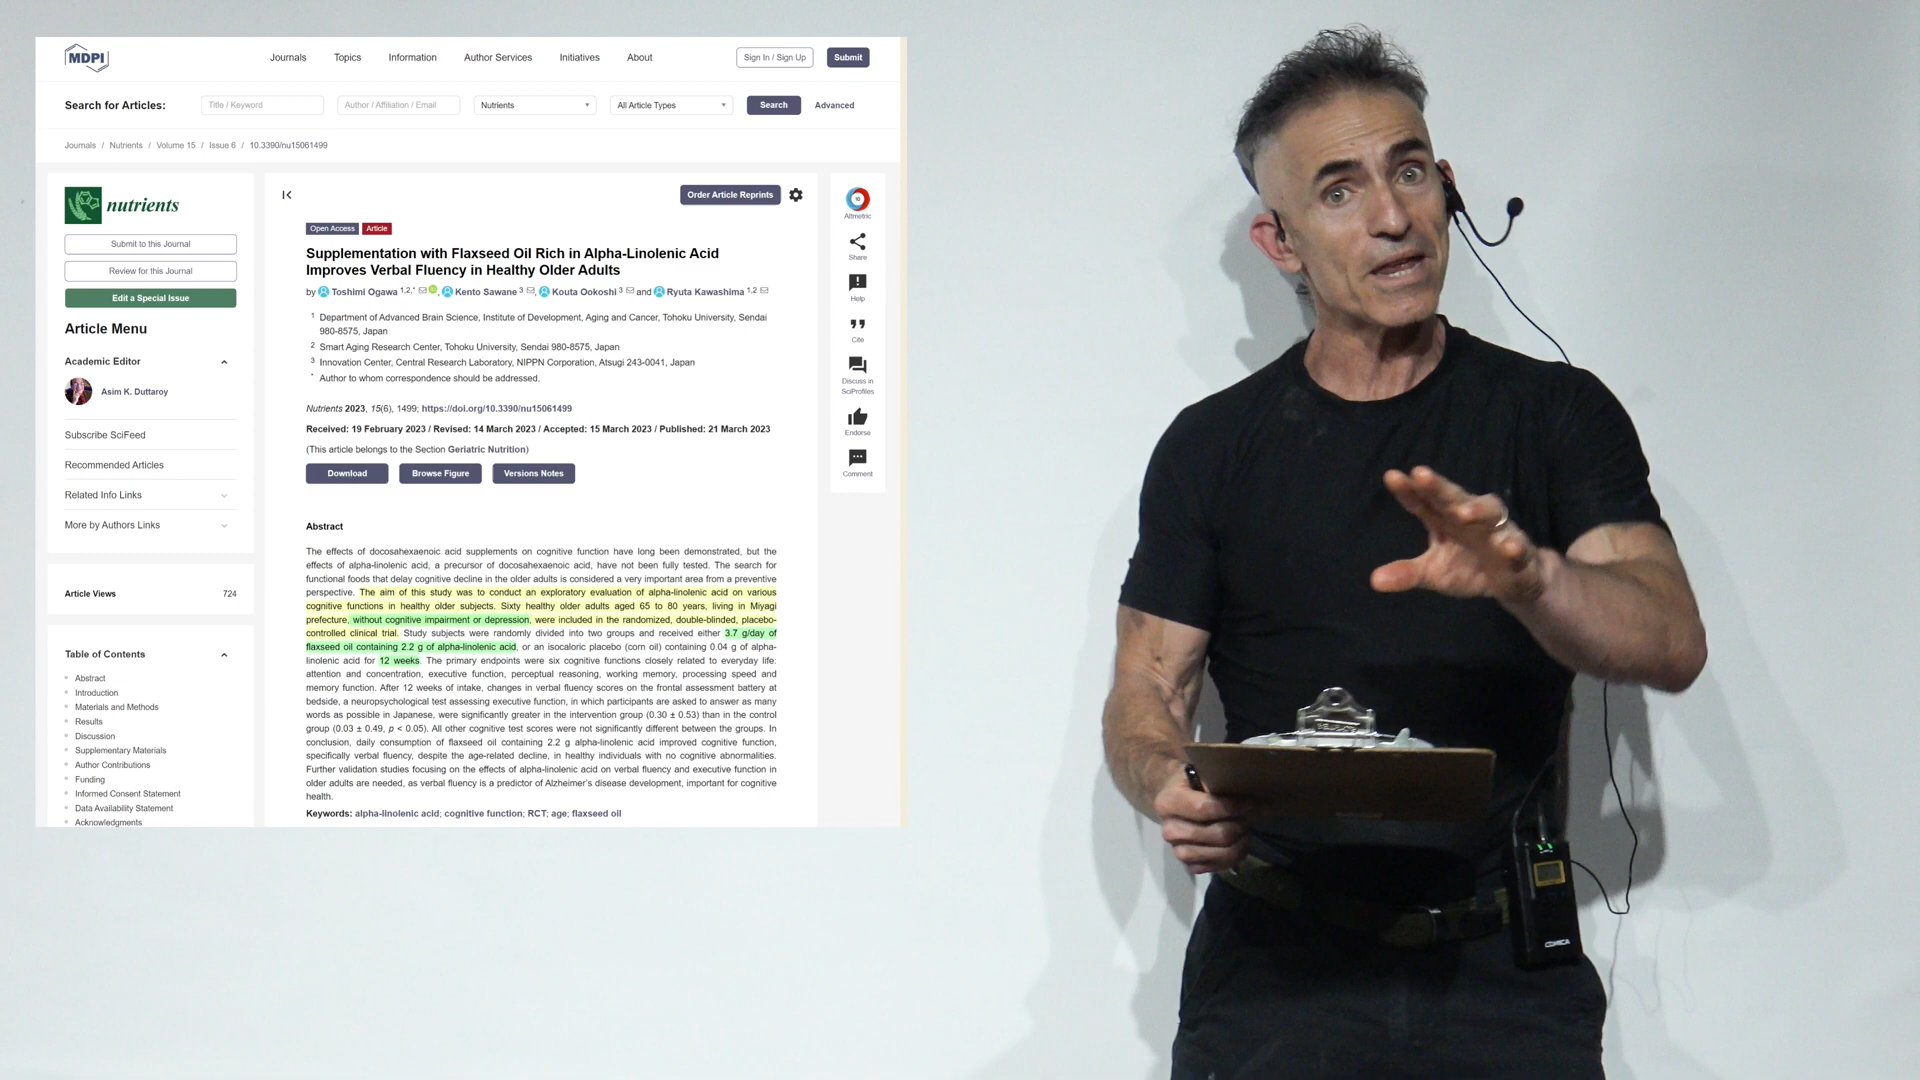 MDPI
Journals Topics Information Author Services Initiatives About Sign In / Sign Up Submit
Search for Articles: Title / Keyword Author / Affiliation / Email Nutrients All Article Types Search Advanced
Journals / Nutrients / Volume 15 / Issue 6 / 10.3390/nu15061499
nutrients
Submit to this Journal
Review for this Journal
Edit a Special Issue
Article Menu
Academic Editor
Asim K. Duttaroy
Subscribe SciFeed
Recommended Articles
Related Info Links
More by Authors Links
Article Views 724
Table of Contents
Abstract
Introduction
Materials and Methods
Results
Discussion
Supplementary Materials
Author Contributions
Funding
Informed Consent Statement
Data Availability Statement
Acknowledgments
Order Article Reprints
Open Access Article
Supplementation with Flaxseed Oil Rich in Alpha-Linolenic Acid
Improves Verbal Fluency in Healthy Older Adults
by Toshimi Ogawa 1,2,* , Kento Sawane 3 , Kouta Ookoshi 3 and Ryuta Kawashima 1,2
1 Department of Advanced Brain Science, Institute of Development, Aging and Cancer, Tohoku University, Sendai
980-8575, Japan
2 Smart Aging Research Center, Tohoku University, Sendai 980-8575, Japan
3 Innovation Center, Central Research Laboratory, NIPPN Corporation, Atsugi 243-0041, Japan
* Author to whom correspondence should be addressed.
Nutrients 2023, 15(6), 1499; https://doi.org/10.3390/nu15061499
Received: 19 February 2023 / Revised: 14 March 2023 / Accepted: 15 March 2023 / Published: 21 March 2023
(This article belongs to the Section Geriatric Nutrition)
Download Browse Figure Versions Notes
Abstract
The effects of docosahexaenoic acid supplements on cognitive function have long been demonstrated, but the
effects of alpha-linolenic acid, a precursor of docosahexaenoic acid, have not been fully tested. The search for
functional foods that delay cognitive decline in the older adults is considered a very important area from a preventive
perspective. The aim of this study was to conduct an exploratory evaluation of alpha-linolenic acid on various
cognitive functions in healthy older subjects. Sixty healthy older adults aged 65 to 80 years, living in Miyagi
prefecture, without cognitive impairment or depression, were included in the randomized, double-blinded, placebo-
controlled clinical trial. Study subjects were randomly divided into two groups and received either 3.7 g/day of
flaxseed oil containing 2.2 g of alpha-linolenic acid, or an isocaloric placebo (corn oil) containing 0.04 g of alpha-
linolenic acid for 12 weeks. The primary endpoints were six cognitive functions closely related to everyday life:
attention and concentration, executive function, perceptual reasoning, working memory, processing speed and
memory function. After 12 weeks of intake, changes in verbal fluency scores on the frontal assessment battery at
bedside, a neuropsychological test assessing executive function, in which participants are asked to answer as many
words as possible in Japanese, were significantly greater in the intervention group (0.30 ± 0.53) than in the control
group (0.03 ± 0.49, p < 0.05). All other cognitive test scores were not significantly different between the groups. In
conclusion, daily consumption of flaxseed oil containing 2.2 g alpha-linolenic acid improved cognitive function,
specifically verbal fluency, despite the age-related decline, in healthy individuals with no cognitive abnormalities.
Further validation studies focusing on the effects of alpha-linolenic acid on verbal fluency and executive function in
older adults are needed, as verbal fluency is a predictor of Alzheimer's disease development, important for cognitive
health.
Keywords: alpha-linolenic acid; cognitive function; RCT; age; flaxseed oil
10
Altmetric
Share
Help
Cite
Discuss in
SciProfiles
Endorse
Comment
COMICA